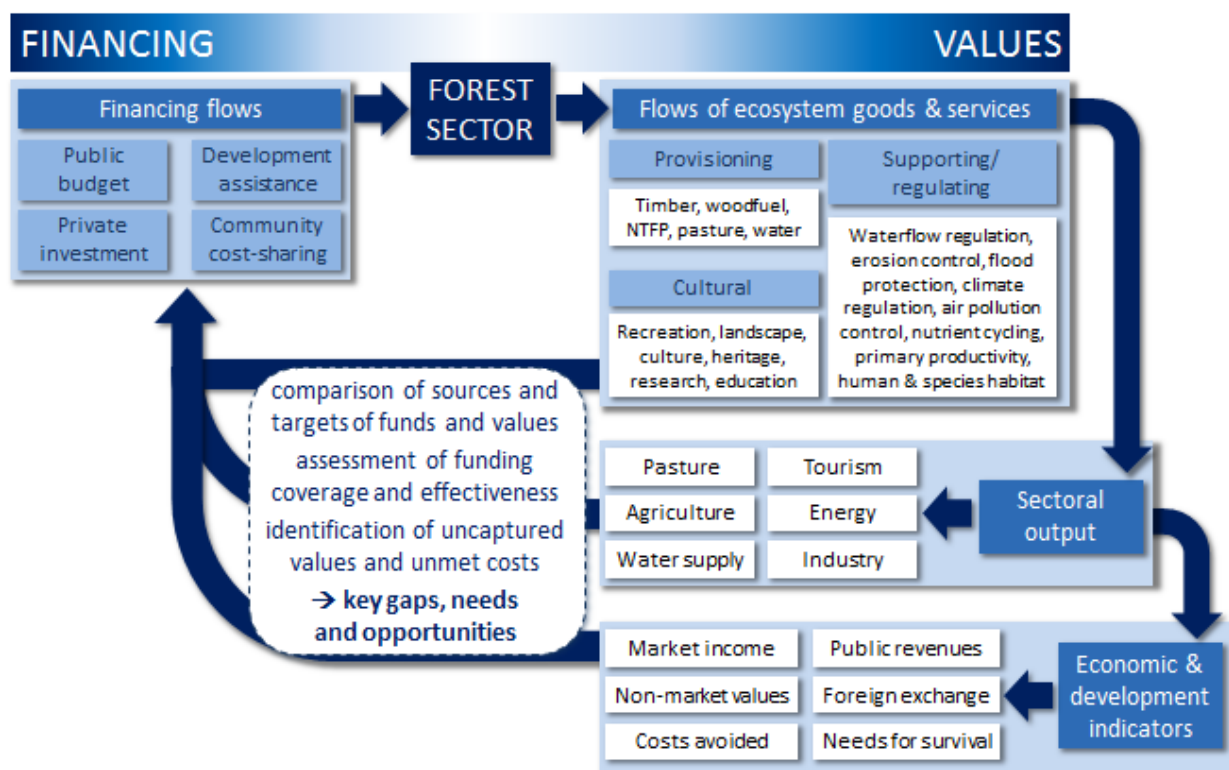 FINANCING
VALUES
Financing flows
Public
budget
Development
assistance
Private
investment
Community
cost-sharing
FOREST
SECTOR
Flows of ecosystem goods & services
Provisioning
Timber, woodfuel,
NTFP, pasture, water
Cultural
Recreation, landscape,
culture, heritage,
research, education
Supporting/
regulating
Waterflow regulation,
erosion control, flood
protection, climate
regulation, air pollution
control, nutrient cycling,
primary productivity,
human & species habitat
comparison of sources and
targets of funds and values
assessment of funding
coverage and effectiveness
identification of uncaptured
values and unmet costs
→ key gaps, needs
and opportunities
Pasture
Tourism
Agriculture
Energy
Water supply
Industry
Sectoral
output
Market income
Public revenues
Non-market values
Foreign exchange
Costs avoided
Needs for survival
Economic &
development
indicators